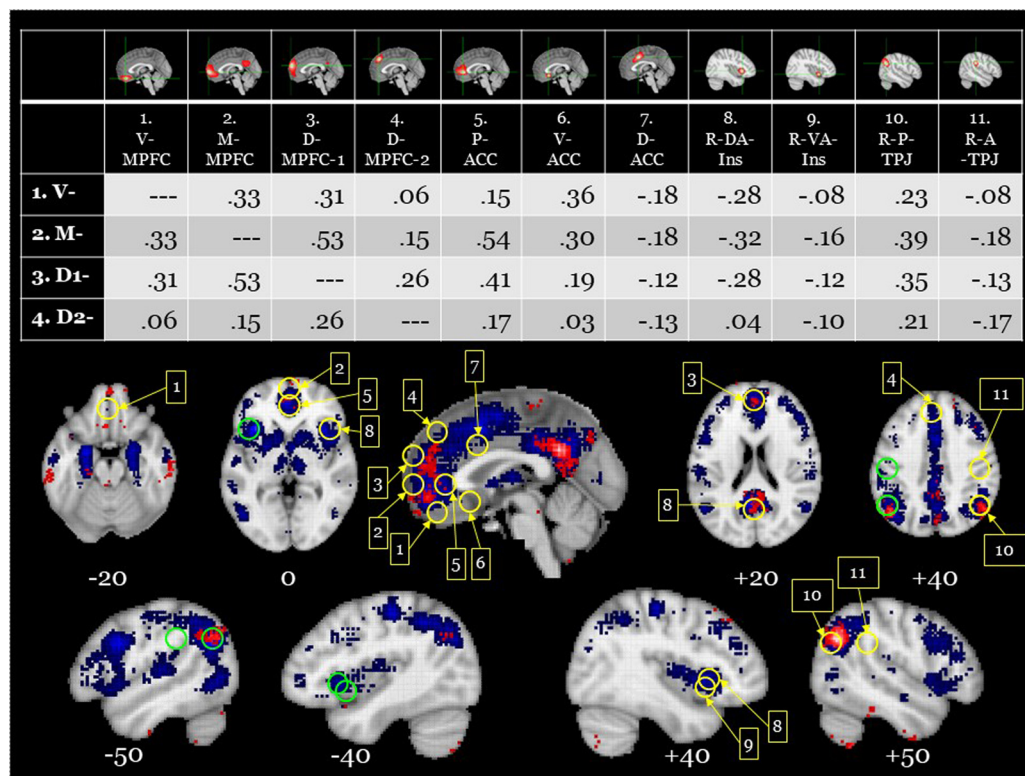 1. V- MPFC
2. M- MPFC
3. D- MPFC-1
4. D- MPFC-2
5. P- ACC
6. V- ACC
7. D- ACC
8. R-DA- Ins
9. R-VA- Ins
10. R-P- TPJ
11. R-A -TPJ
1. V- --- .33 .31 .06 .15 .36 -.18 -.28 -.08 .23 -.08
2. M- .33 --- .53 .15 .54 .30 -.18 -.32 -.16 .39 -.18
3. D1- .31 .53 --- .26 .41 .19 -.12 -.28 -.12 .35 -.13
4. D2- .06 .15 .26 --- .17 .03 -.13 .04 -.10 .21 -.17
1
2
5
8
4
7
3
2
1
5
6
3
8
4
11
10
-20
0
+20
+40
10
11
8
9
-50
-40
+40
+50